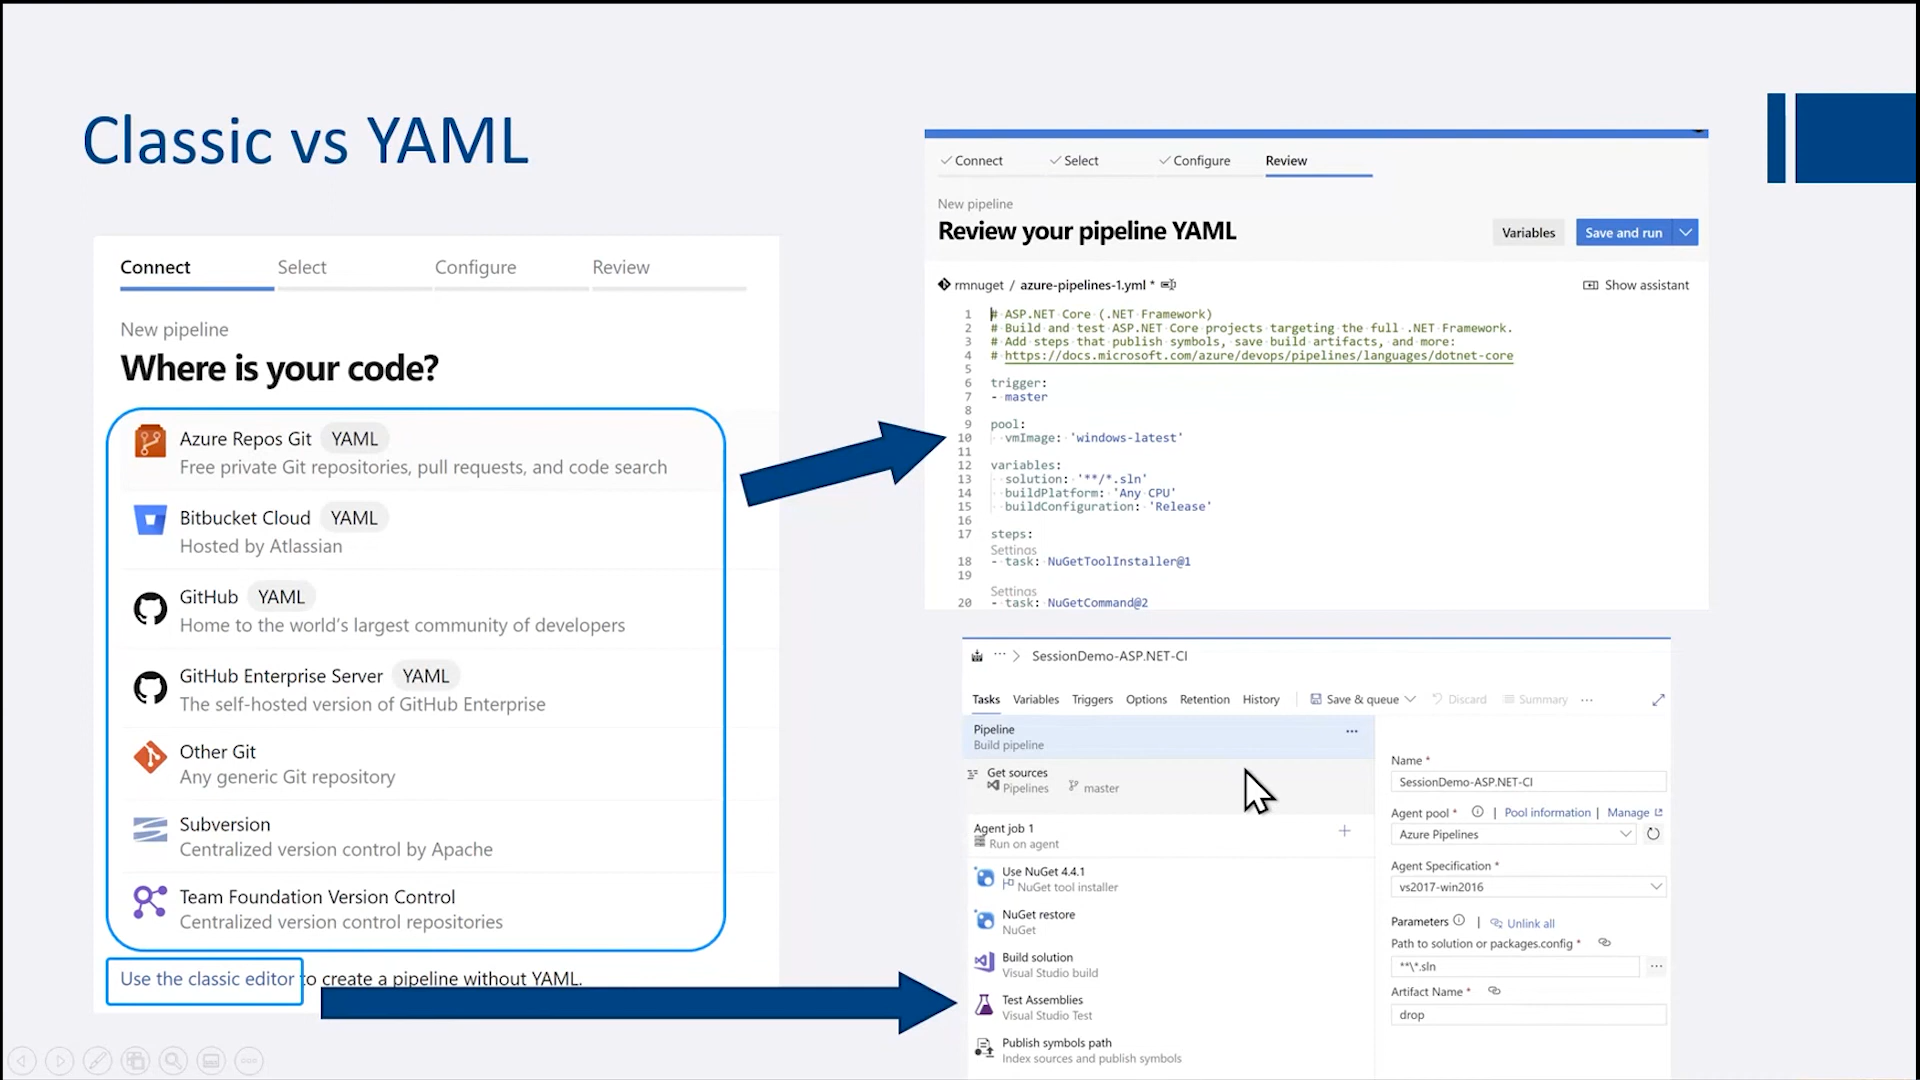 Classic vs YAML
Connect
Select
Configure
Review
New pipeline
Where is your code?
Azure Repos Git YAML
Free private Git repositories, pull requests, and code search
Bitbucket Cloud YAML
Hosted by Atlassian
GitHub YAML
Home to the world's largest community of developers
GitHub Enterprise Server YAML
The self-hosted version of GitHub Enterprise
Other Git
Any generic Git repository
Subversion
Centralized version control by Apache
Team Foundation Version Control
Centralized version control repositories
Use the classic editor to create a pipeline without YAML.
Connect
Select
Configure
Review
New pipeline
Review your pipeline YAML
Variables
Save and run
rmnuget / azure-pipelines-1.yml *
Show assistant
1 # ASP.NET Core (.NET Framework)
2 # Build and test ASP.NET Core projects targeting the full .NET Framework.
3 # Add steps that publish symbols, save build artifacts, and more:
4 # https://docs.microsoft.com/azure/devops/pipelines/languages/dotnet-core
5
6 trigger:
7 - master
8
9 pool:
10 vmImage: 'windows-latest'
11
12 variables:
13 solution: '**/*.sln'
14 buildPlatform: 'Any CPU'
15 buildConfiguration: 'Release'
16
17 steps:
Settings
18 - task: NuGetToolInstaller@1
19
Settings
20 - task: NuGetCommand@2
... > SessionDemo-ASP.NET-CI
Tasks Variables Triggers Options Retention History | Save & queue Discard Summary ...
Pipeline ...
Build pipeline
Get sources
Pipelines master
Agent job 1 +
Run on agent
Use NuGet 4.4.1
NuGet tool installer
NuGet restore
NuGet
Build solution
Visual Studio build
Test Assemblies
Visual Studio Test
Publish symbols path
Index sources and publish symbols
Name *
SessionDemo-ASP.NET-CI
Agent pool * | Pool information | Manage
Azure Pipelines
Agent Specification *
vs2017-win2016
Parameters | Unlink all
Path to solution or packages.config *
**\*.sln ...
Artifact Name *
drop